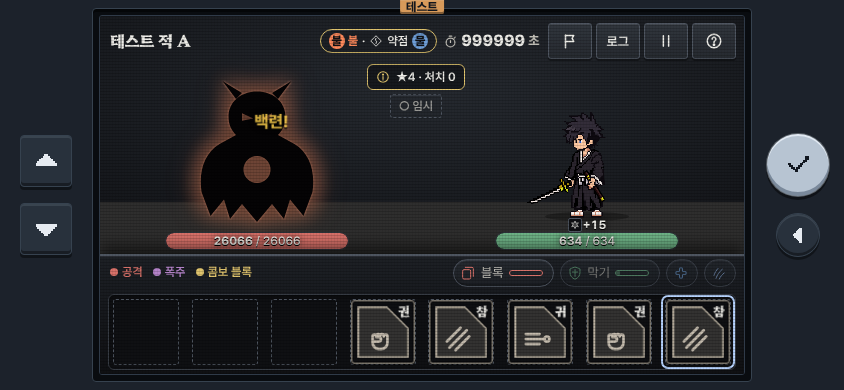 테스트
테스트 적 A
불 불 · 약점 물
999999 초
로그
★4 · 처치 0
임시
백련!
+15
26066 / 26066
634 / 634
공격 폭주 콤보 블록
블록
막기
권 참 귀 권 참